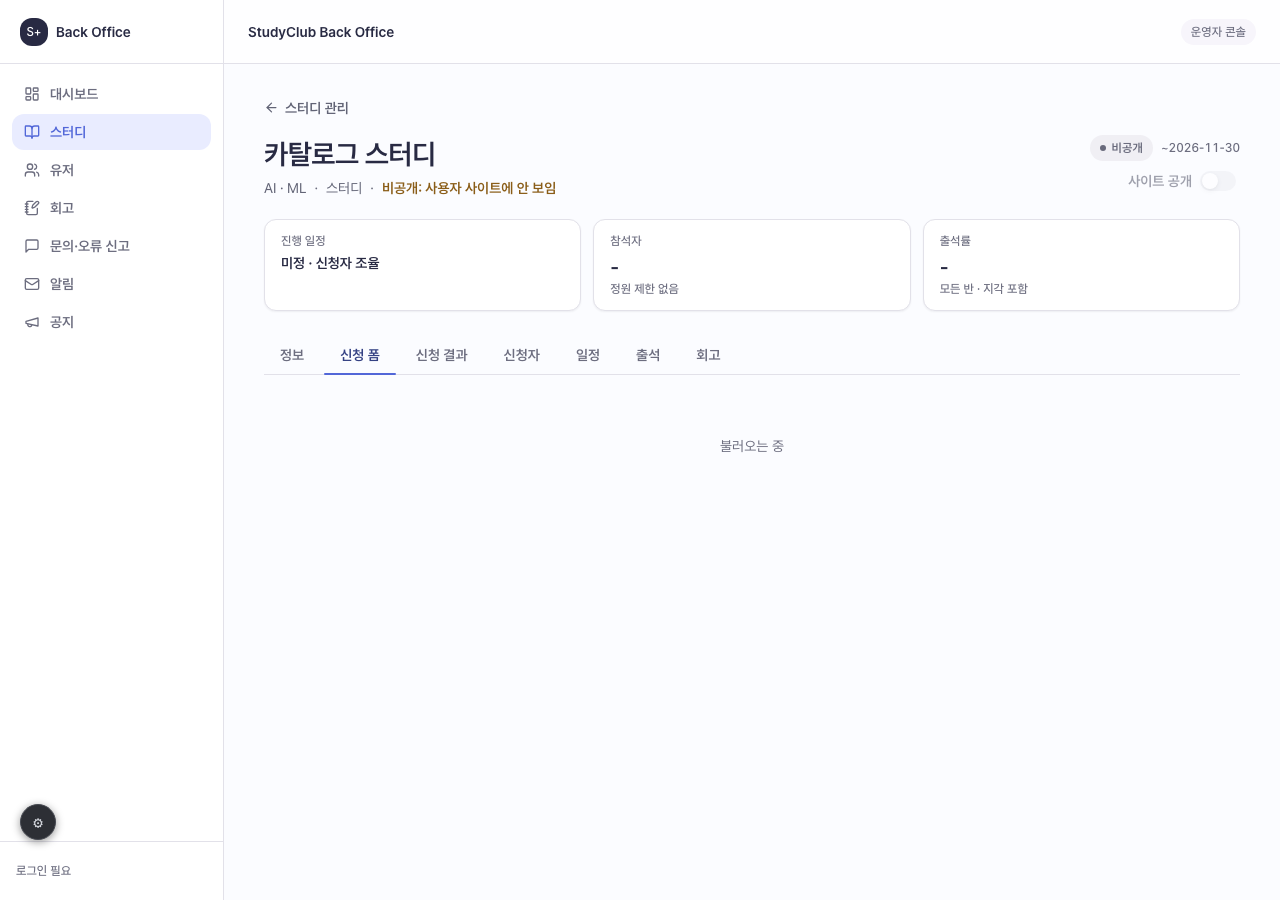 S+ Back Office
StudyClub Back Office
운영자 콘솔
대시보드
스터디
유저
회고
문의·오류 신고
알림
공지
로그인 필요
← 스터디 관리
카탈로그 스터디
AI · ML · 스터디 · 비공개: 사용자 사이트에 안 보임
비공개 ~2026-11-30
사이트 공개
진행 일정
미정 · 신청자 조율
참석자
–
정원 제한 없음
출석률
–
모든 반 · 지각 포함
정보 신청 폼 신청 결과 신청자 일정 출석 회고
불러오는 중